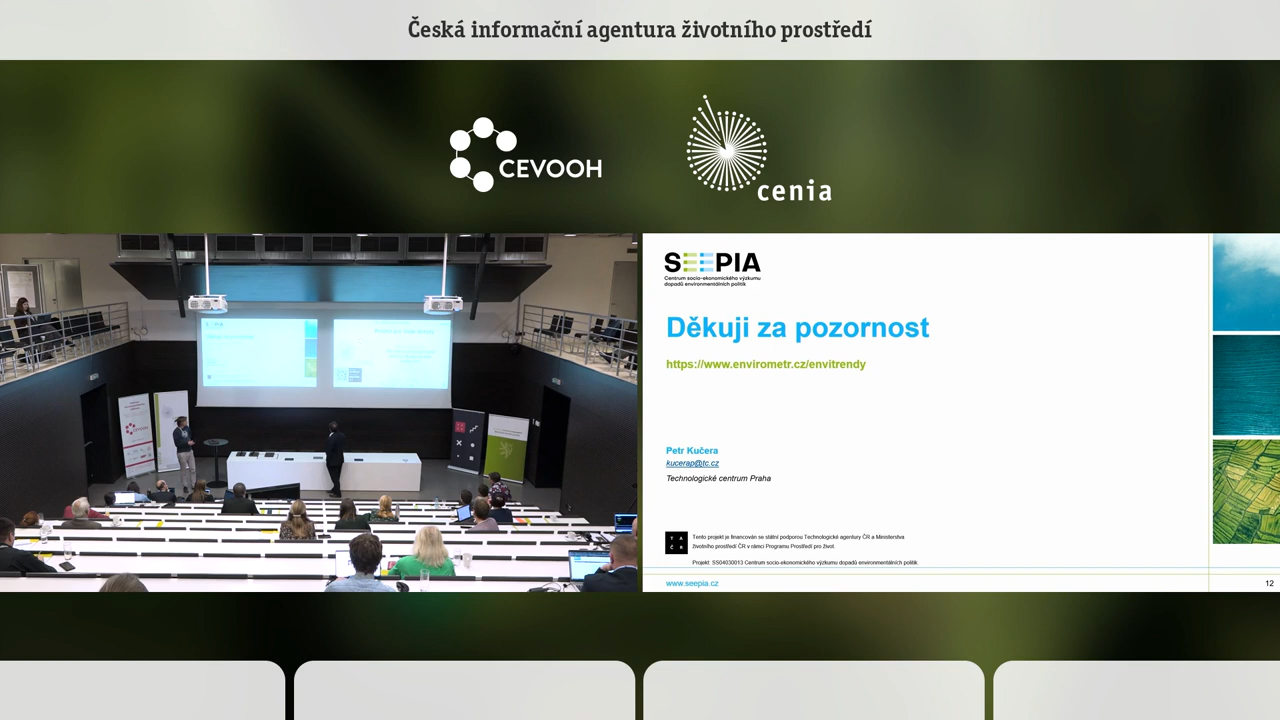 Česká informační agentura životního prostředí
CEVOOH
cenia
SEEPIA
Centrum socio-ekonomického výzkumu
dopadů environmentálních politik
Děkuji za pozornost
https://www.envirometr.cz/envitrendy
Petr Kučera
kucerap@tc.cz
Technologické centrum Praha
T A
Č R
Tento projekt je financován se státní podporou Technologické agentury ČR a Ministerstva
životního prostředí ČR v rámci Programu Prostředí pro život.
Projekt: SS04030013 Centrum socio-ekonomického výzkumu dopadů environmentálních politik.
www.seepia.cz
12